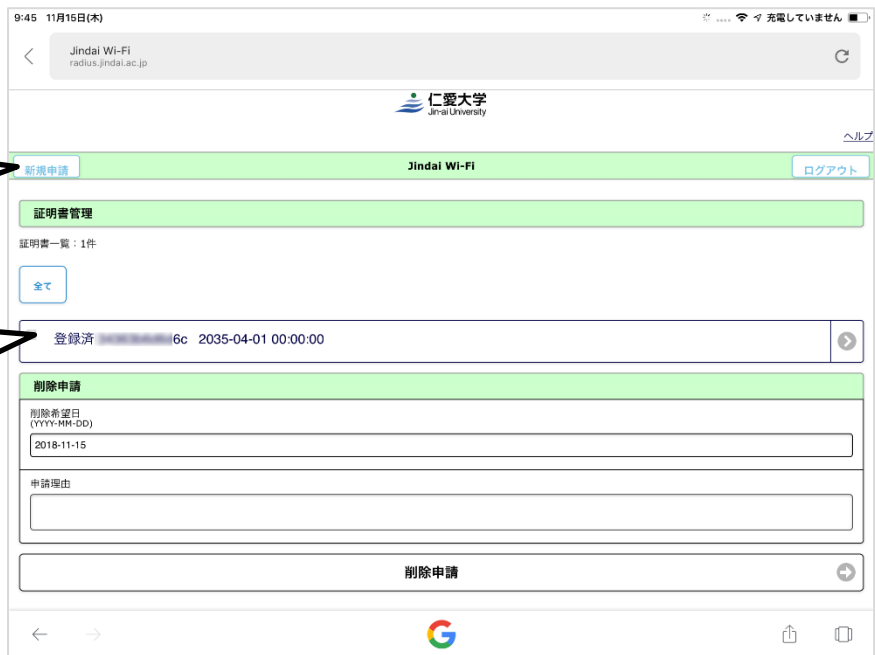 9:45 11月15日(木) 充電していません
Jindai Wi-Fi
radius.jindai.ac.jp
仁愛大学
Jin-ai University
ヘルプ
新規申請 Jindai Wi-Fi ログアウト
証明書管理
証明書一覧：1件
全て
登録済 6c 2035-04-01 00:00:00
削除申請
削除希望日
(YYYY-MM-DD)
2018-11-15
申請理由
削除申請
G